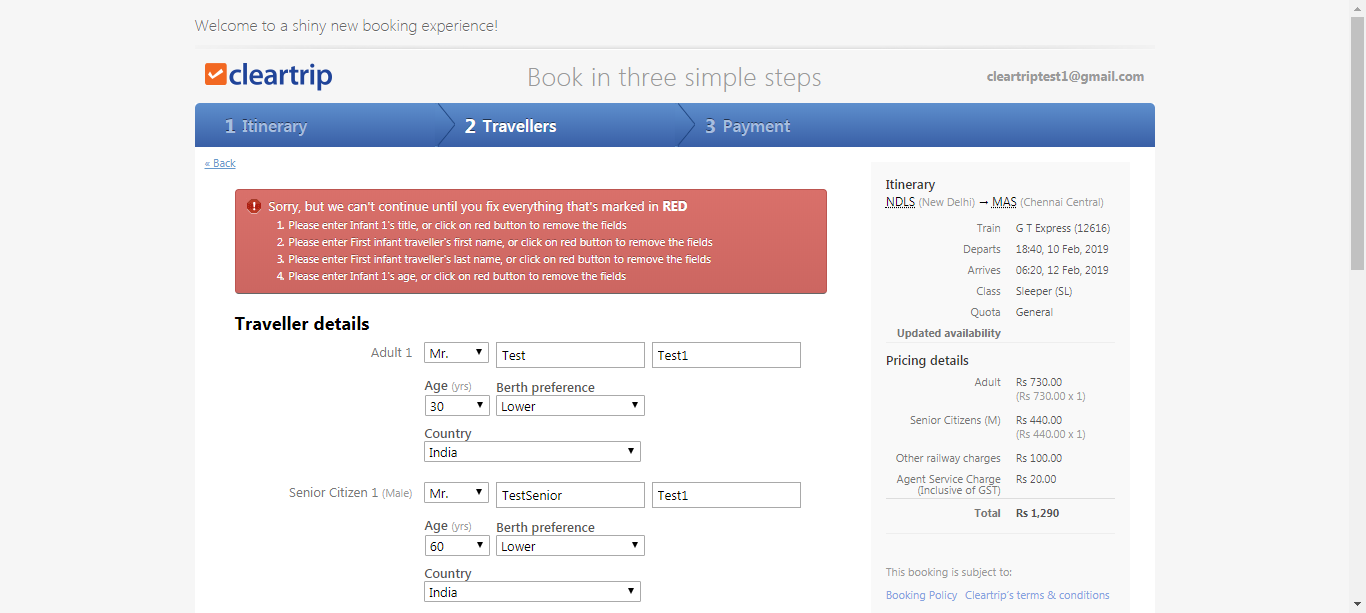 Welcome to a shiny new booking experience!
cleartrip
Book in three simple steps
cleartriptest1@gmail.com
1 Itinerary
2 Travellers
3 Payment
« Back
Sorry, but we can't continue until you fix everything that's marked in RED
1. Please enter Infant 1's title, or click on red button to remove the fields
2. Please enter First infant traveller's first name, or click on red button to remove the fields
3. Please enter First infant traveller's last name, or click on red button to remove the fields
4. Please enter Infant 1's age, or click on red button to remove the fields
Traveller details
Adult 1 Mr. Test Test1
Age (yrs) Berth preference
30 Lower
Country
India
Senior Citizen 1 (Male) Mr. TestSenior Test1
Age (yrs) Berth preference
60 Lower
Country
India
Itinerary
NDLS (New Delhi) → MAS (Chennai Central)
Train G T Express (12616)
Departs 18:40, 10 Feb, 2019
Arrives 06:20, 12 Feb, 2019
Class Sleeper (SL)
Quota General
Updated availability
Pricing details
Adult Rs 730.00
(Rs 730.00 x 1)
Senior Citizens (M) Rs 440.00
(Rs 440.00 x 1)
Other railway charges Rs 100.00
Agent Service Charge Rs 20.00
(Inclusive of GST)
Total Rs 1,290
This booking is subject to:
Booking Policy Cleartrip's terms & conditions